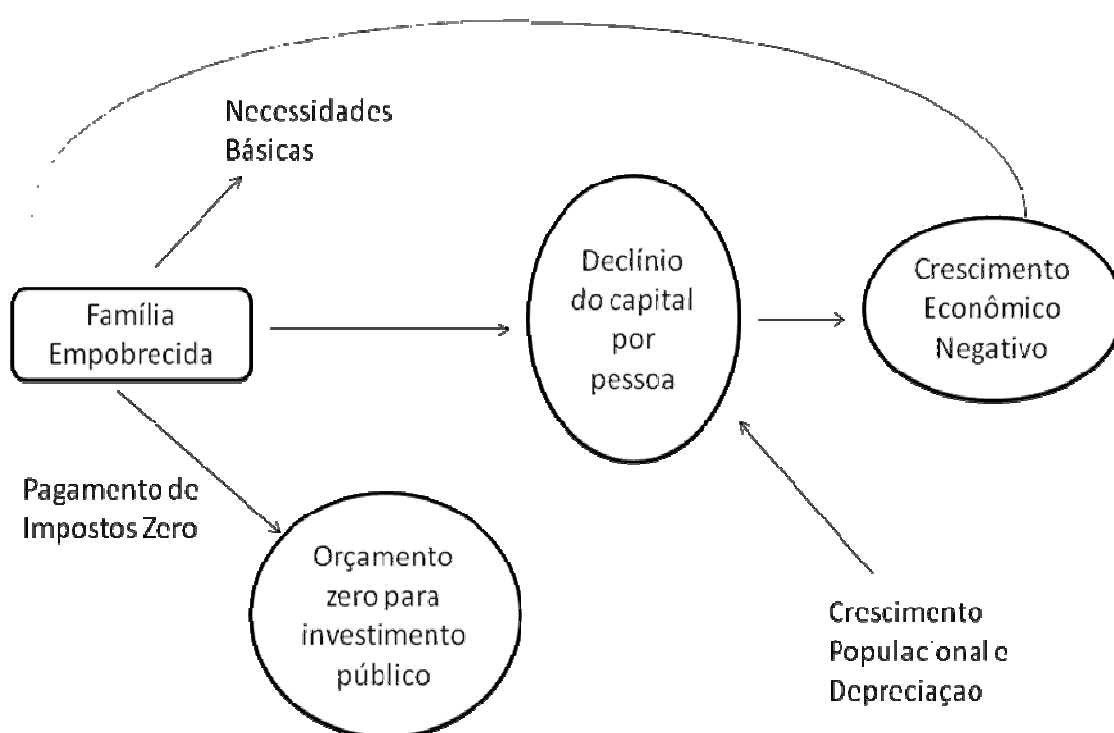 Necessidades
Básicas
Família
Empobrecida
Declínio
do capital
por
pessoa
Crescimento
Econômico
Negativo
Pagamento de
Impostos Zero
Orçamento
zero para
investimento
público
Crescimento
Populacional e
Depreciaçao